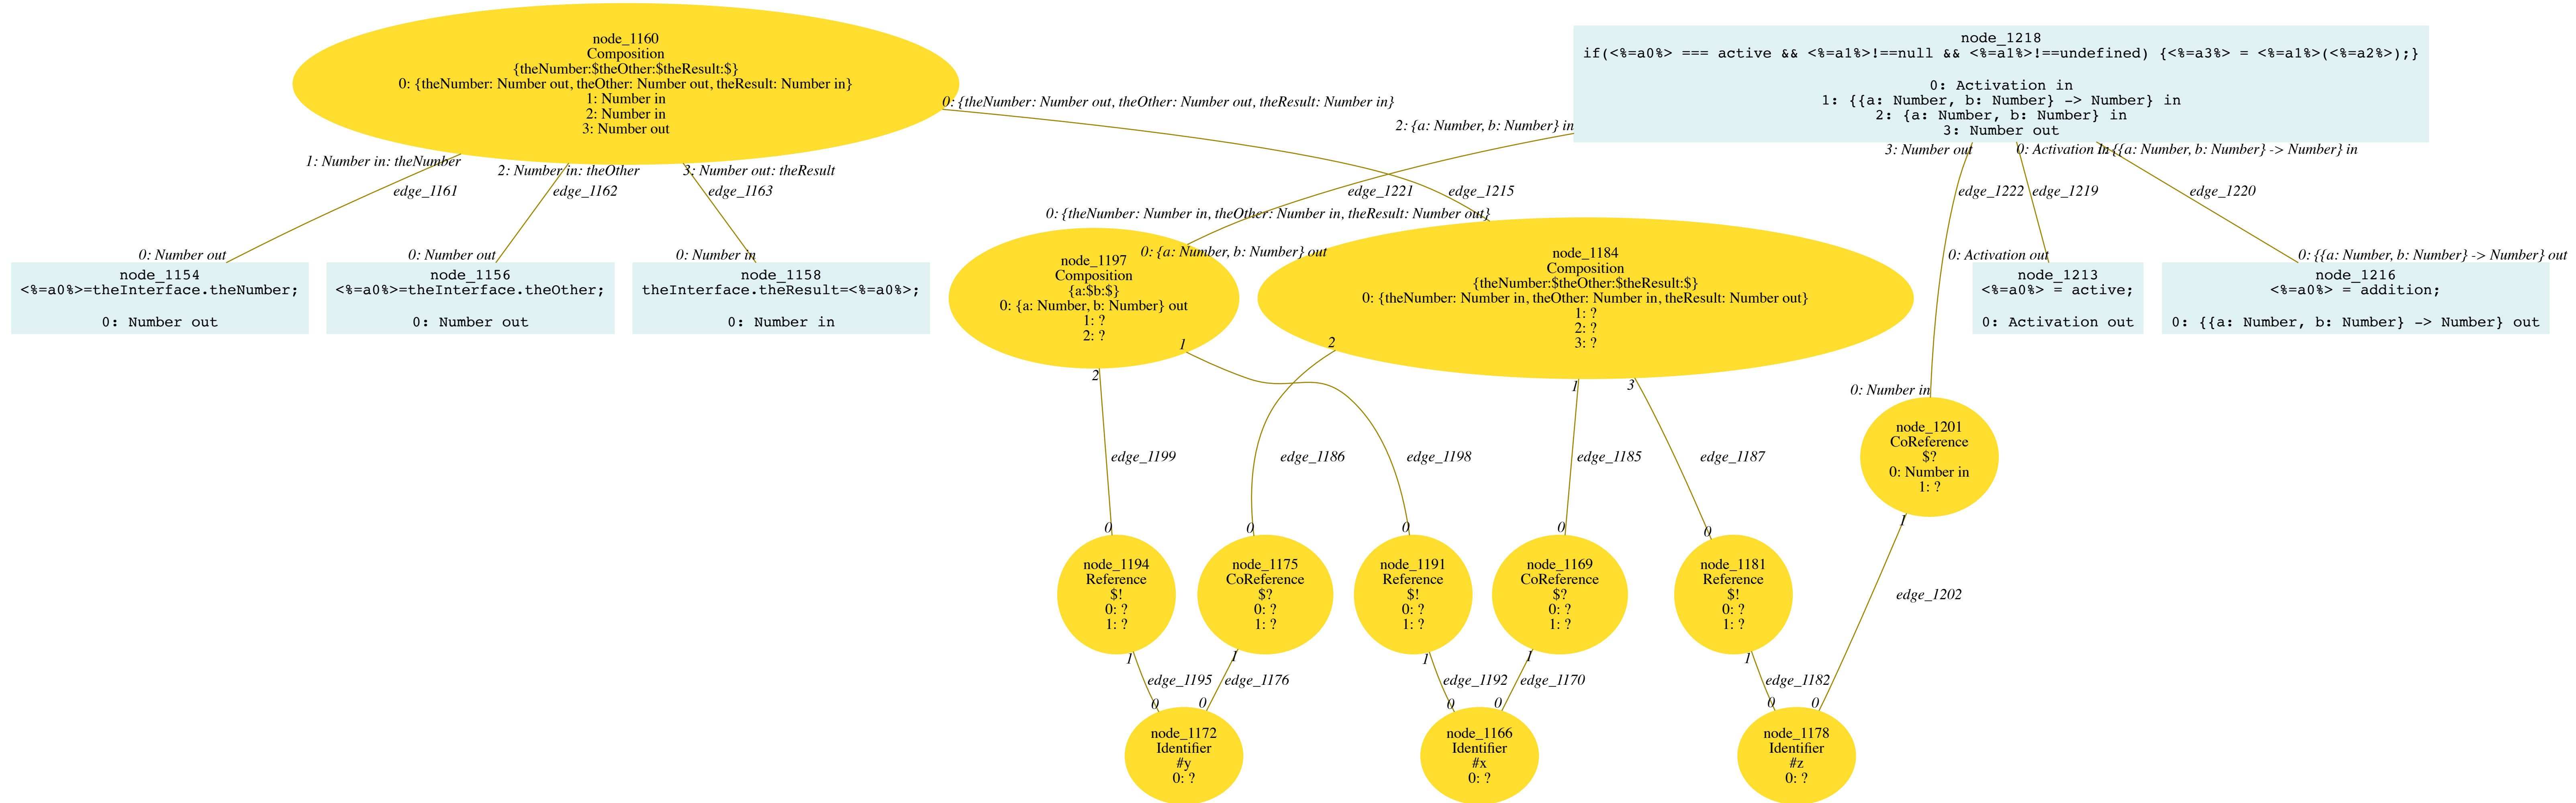 node_1160
Composition
{theNumber:$theOther:$theResult:$}
0: {theNumber: Number out, theOther: Number out, theResult: Number in}
1: Number in
2: Number in
3: Number out
node_1218
if(<%=a0%> === active && <%=a1%>!==null && <%=a1%>!==undefined) {<%=a3%> = <%=a1%>(<%=a2%>);}
0: Activation in
1: {{a: Number, b: Number} -> Number} in
2: {a: Number, b: Number} in
3: Number out
0: {theNumber: Number out, theOther: Number out, theResult: Number in}
2: {a: Number, b: Number} in
1: Number in: theNumber
2: Number in: theOther
3: Number out: theResult
3: Number out
0: Activation in
1: {{a: Number, b: Number} -> Number} in
edge_1161
edge_1162
edge_1163
edge_1221
edge_1215
edge_1222
edge_1219
edge_1220
0: {theNumber: Number in, theOther: Number in, theResult: Number out}
0: Number out
0: Number out
0: Number in
0: {a: Number, b: Number} out
0: Activation out
0: {{a: Number, b: Number} -> Number} out
node_1154
<%=a0%>=theInterface.theNumber;
0: Number out
node_1156
<%=a0%>=theInterface.theOther;
0: Number out
node_1158
theInterface.theResult=<%=a0%>;
0: Number in
node_1197
Composition
{a:$b:$}
0: {a: Number, b: Number} out
1: ?
2: ?
node_1184
Composition
{theNumber:$theOther:$theResult:$}
0: {theNumber: Number in, theOther: Number in, theResult: Number out}
1: ?
2: ?
3: ?
node_1213
<%=a0%> = active;
0: Activation out
node_1216
<%=a0%> = addition;
0: {{a: Number, b: Number} -> Number} out
1
2
2
1
3
0: Number in
node_1201
CoReference
$?
0: Number in
1: ?
edge_1199
edge_1186
edge_1198
edge_1185
edge_1187
0
0
0
0
0
1
node_1194
Reference
$!
0: ?
1: ?
node_1175
CoReference
$?
0: ?
1: ?
node_1191
Reference
$!
0: ?
1: ?
node_1169
CoReference
$?
0: ?
1: ?
node_1181
Reference
$!
0: ?
1: ?
edge_1202
1
1
1
1
1
edge_1195
edge_1176
edge_1192
edge_1170
edge_1182
0
0
0
0
0
0
node_1172
Identifier
#y
0: ?
node_1166
Identifier
#x
0: ?
node_1178
Identifier
#z
0: ?